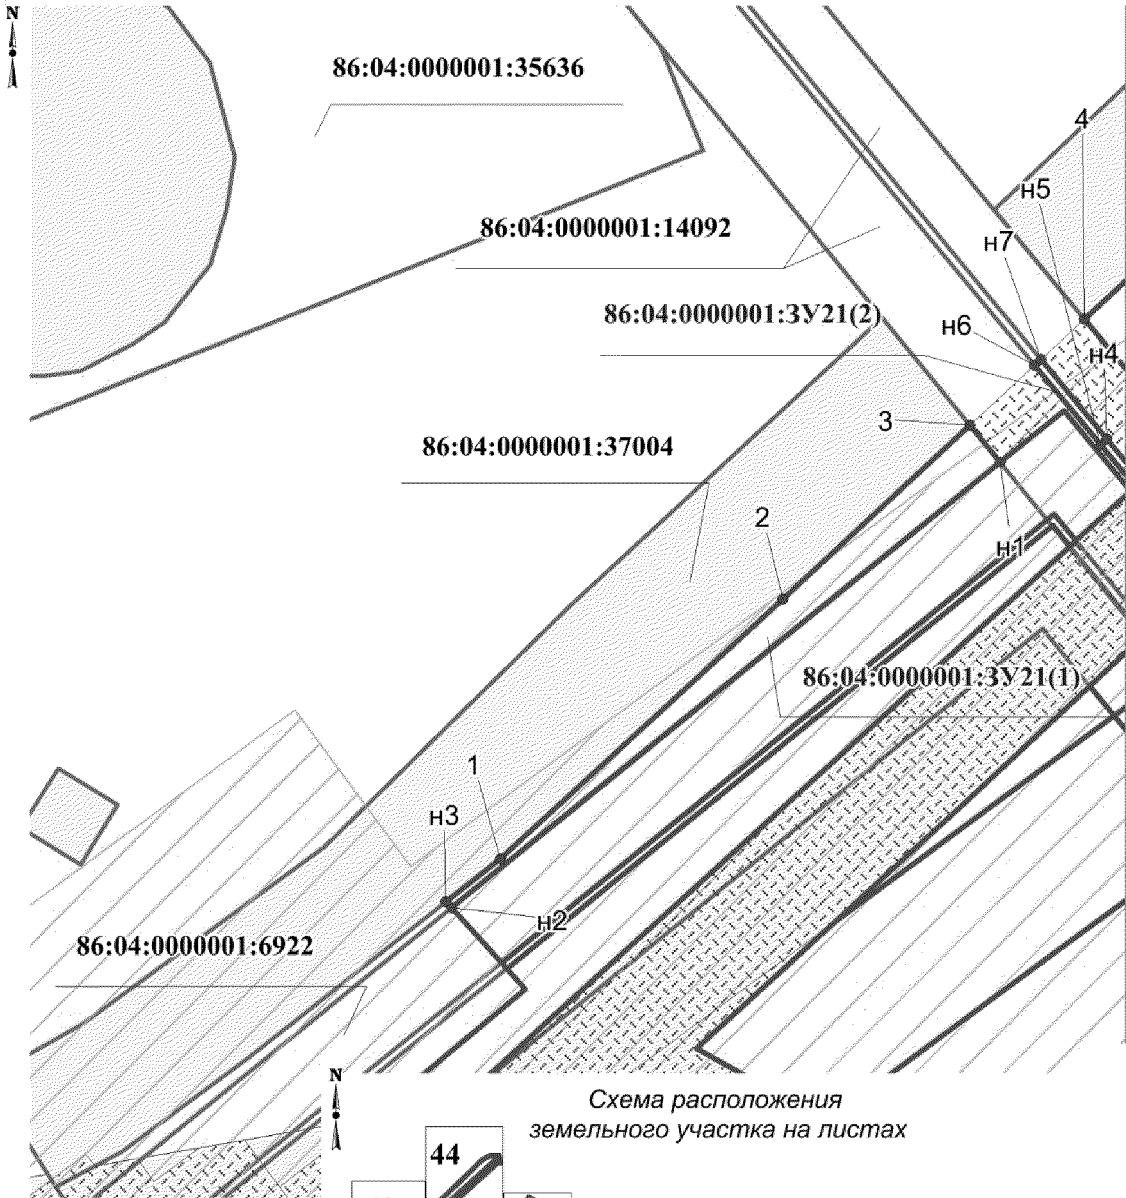 N
86:04:0000001:35636
4
н5
86:04:0000001:14092
н7
86:04:0000001:ЗУ21(2)
н6
н4
3
86:04:0000001:37004
2
н1
86:04:0000001:ЗУ21(1)
1
н3
н2
86:04:0000001:6922
N
Схема расположения
земельного участка на листах
44